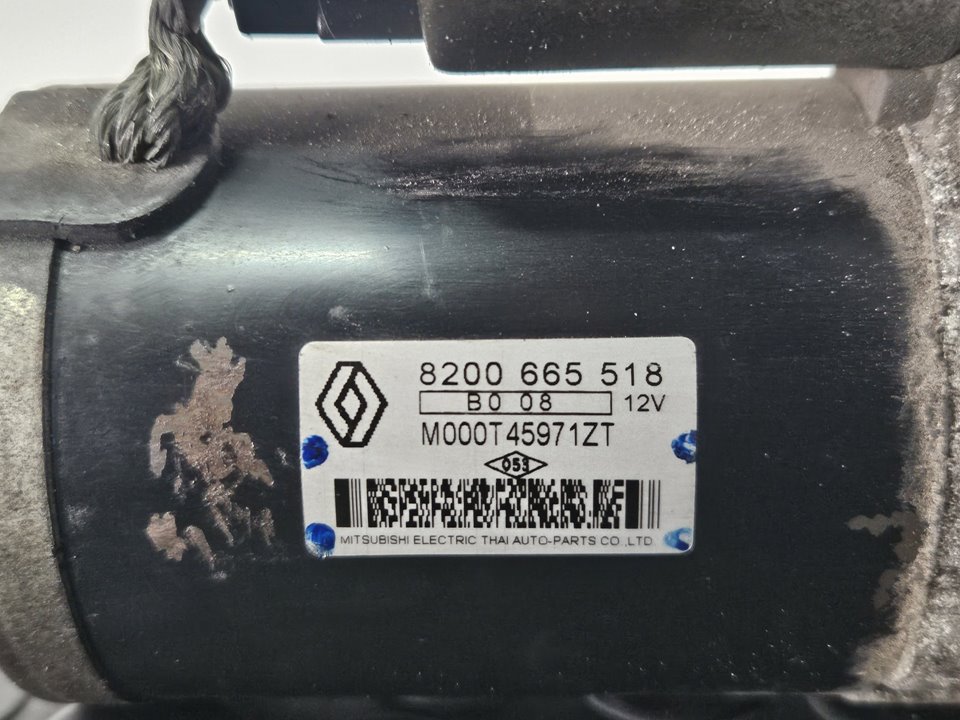 8200 665 518
B0 08 12V
M000T45971ZT
053
MITSUBISHI ELECTRIC THAI AUTO-PARTS CO.,LTD